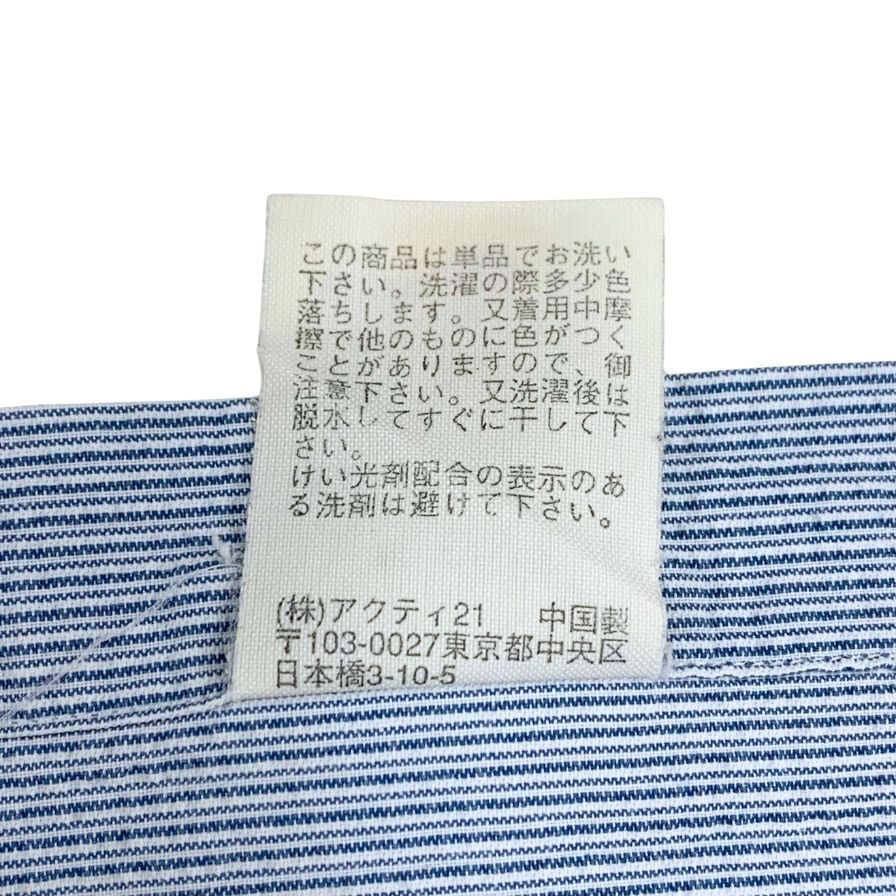 この商品は単品でお洗い
下さい。洗濯の際多少色
落ちします。又着用中摩
擦で他のものに色がつく
ことがありますので、御
注意下さい。又洗濯後は
脱水してすぐに干して下
さい。
けい光剤配合の表示のあ
る洗剤は避けて下さい。
(株)アクティ21 中国製
〒103-0027東京都中央区
日本橋3-10-5